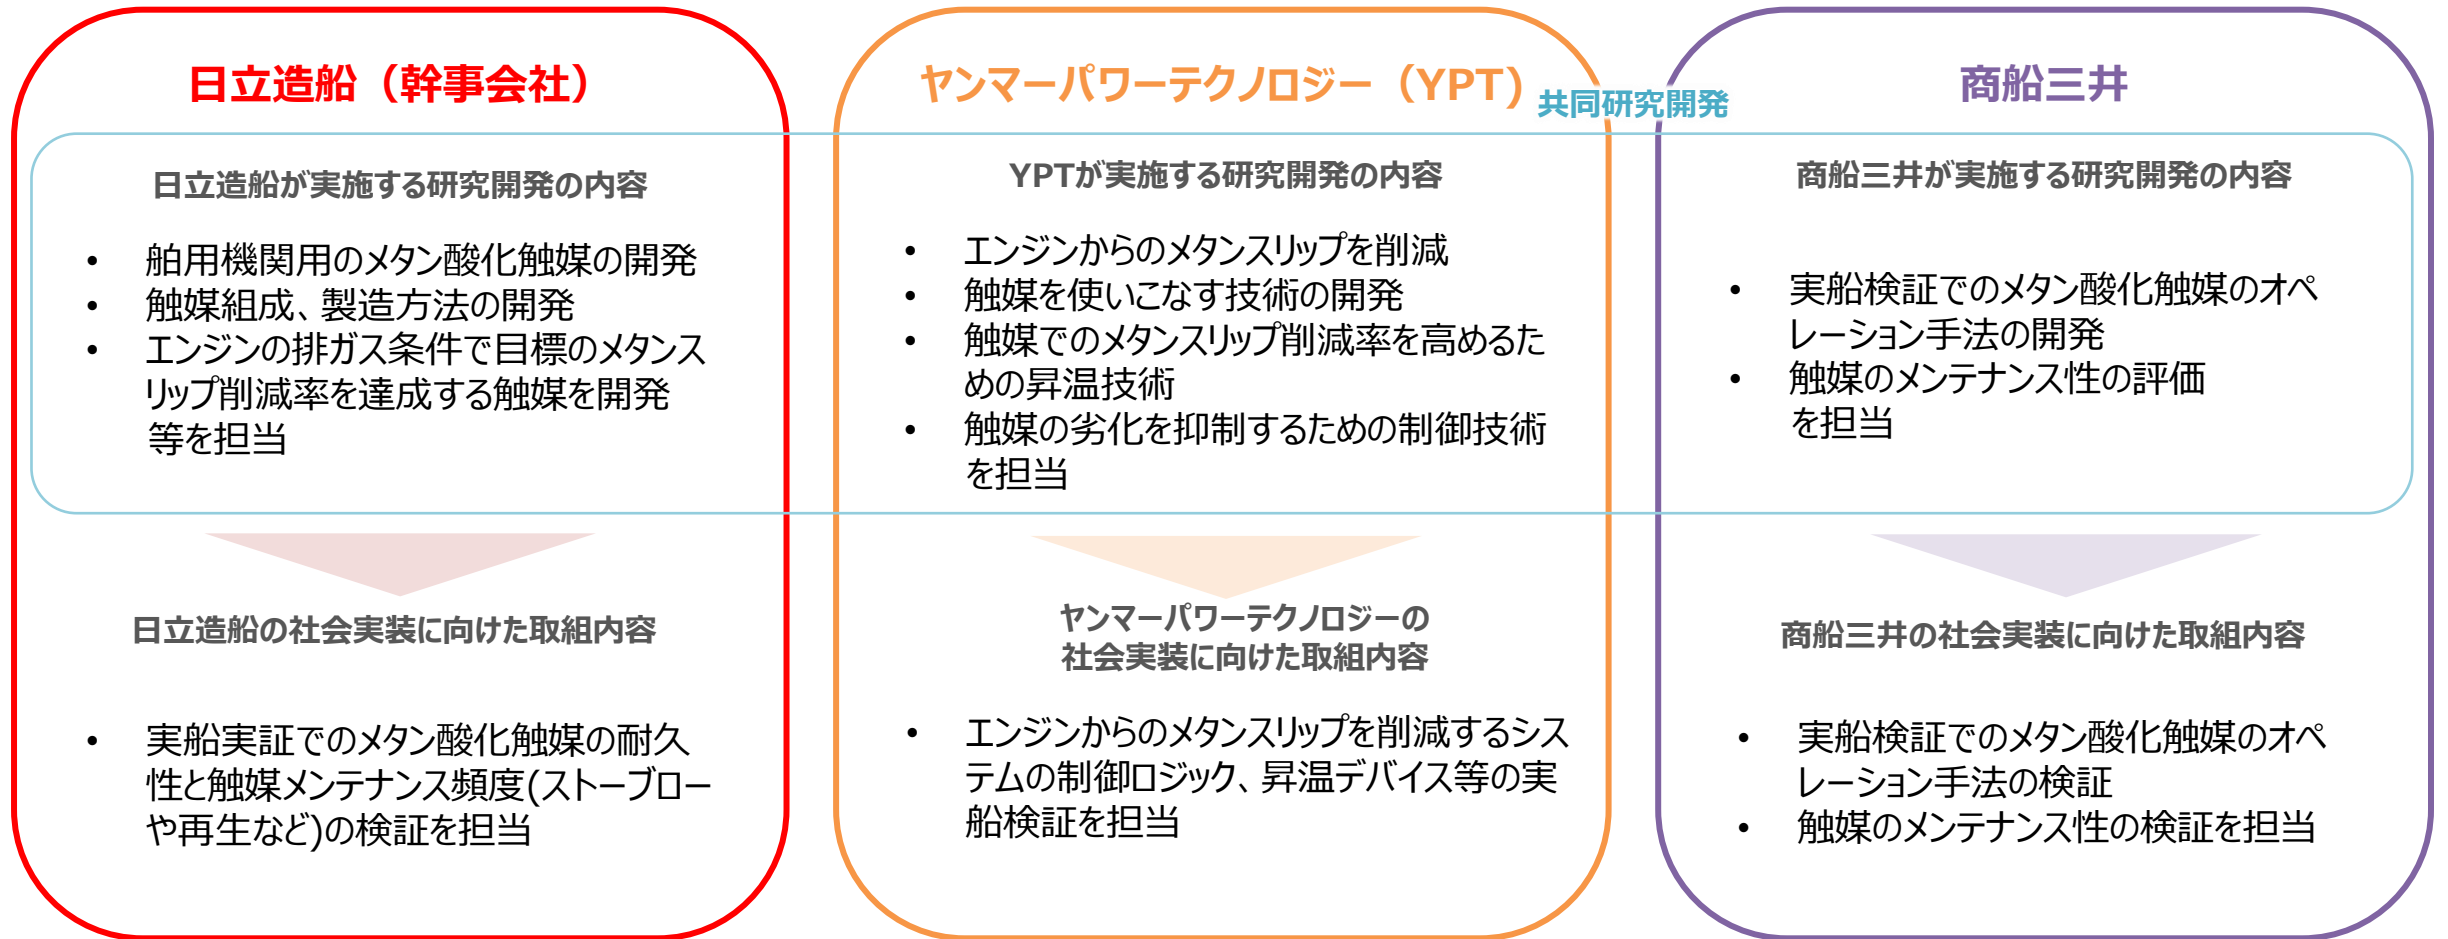 日立造船（幹事会社）
日立造船が実施する研究開発の内容
• 舶用機関用のメタン酸化触媒の開発
• 触媒組成、製造方法の開発
• エンジンの排ガス条件で目標のメタンス
リップ削減率を達成する触媒を開発
等を担当
日立造船の社会実装に向けた取組内容
• 実船実証でのメタン酸化触媒の耐久
性と触媒メンテナンス頻度(ストーブロー
や再生など)の検証を担当
ヤンマーパワーテクノロジー（YPT）
共同研究開発
YPTが実施する研究開発の内容
• エンジンからのメタンスリップを削減
• 触媒を使いこなす技術の開発
• 触媒でのメタンスリップ削減率を高めるた
めの昇温技術
• 触媒の劣化を抑制するための制御技術
を担当
ヤンマーパワーテクノロジーの
社会実装に向けた取組内容
• エンジンからのメタンスリップを削減するシス
テムの制御ロジック、昇温デバイス等の実
船検証を担当
商船三井
商船三井が実施する研究開発の内容
• 実船検証でのメタン酸化触媒のオペ
レーション手法の開発
• 触媒のメンテナンス性の評価
を担当
商船三井の社会実装に向けた取組内容
• 実船検証でのメタン酸化触媒のオペ
レーション手法の検証
• 触媒のメンテナンス性の検証を担当